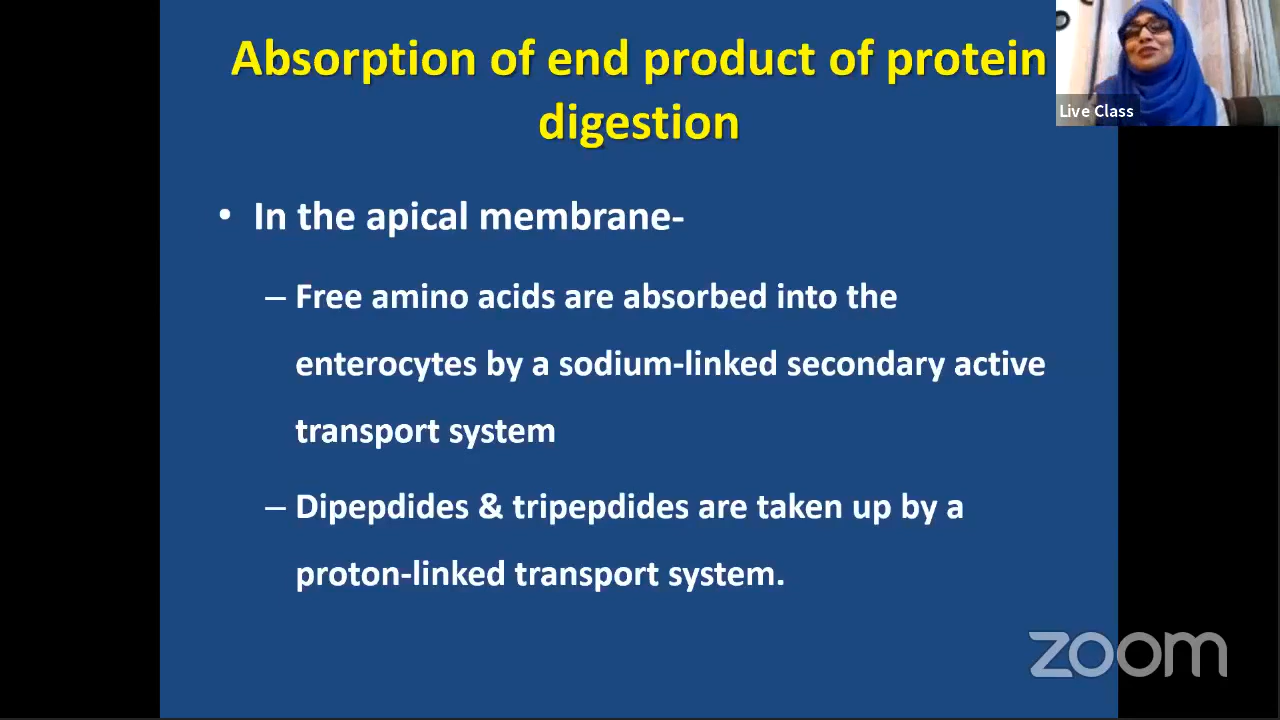 Absorption of end product of protein
digestion
Live Class
• In the apical membrane-
– Free amino acids are absorbed into the
enterocytes by a sodium-linked secondary active
transport system
– Dipepdides & tripepdides are taken up by a
proton-linked transport system.
zoom